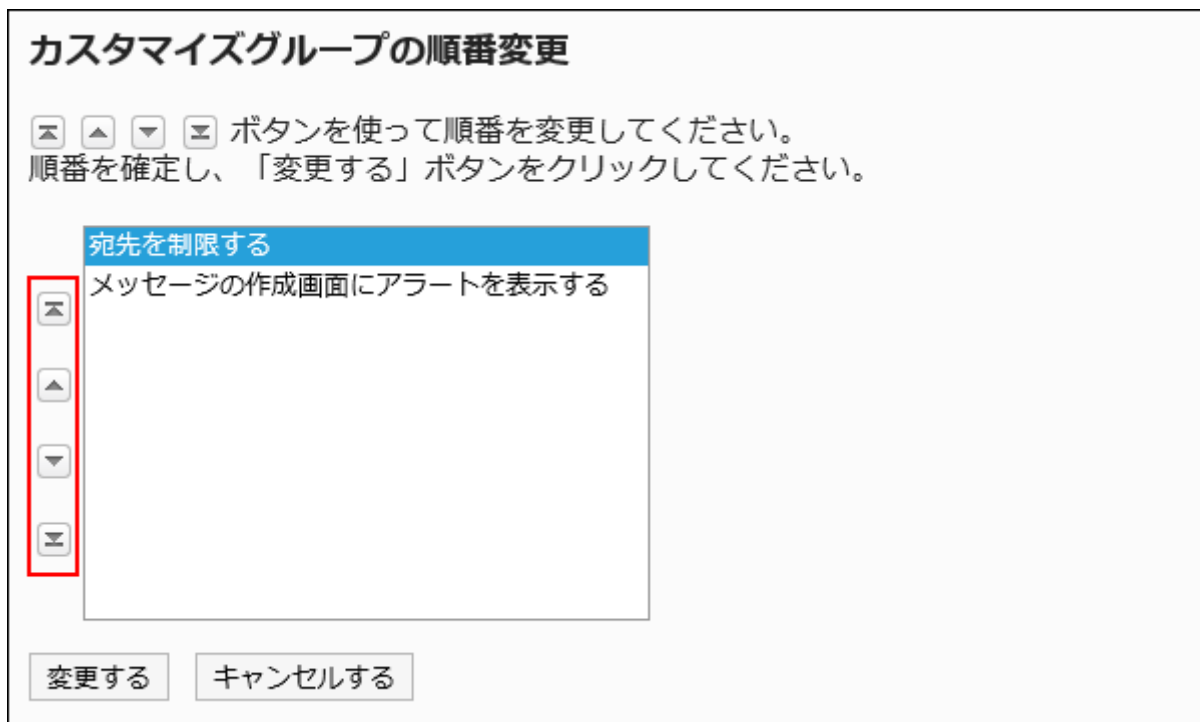 カスタマイズグループの順番変更
ボタンを使って順番を変更してください。
順番を確定し、「変更する」ボタンをクリックしてください。
宛先を制限する
メッセージの作成画面にアラートを表示する
変更する キャンセルする